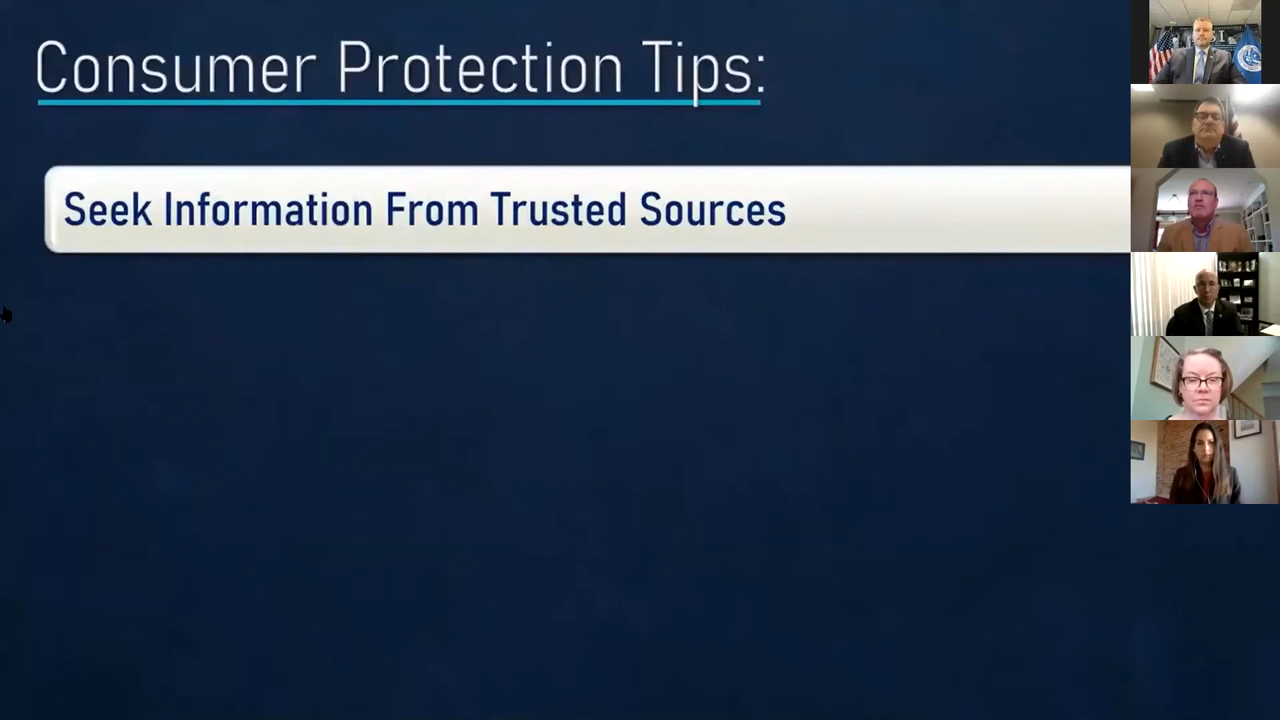 Consumer Protection Tips:
Seek Information From Trusted Sources